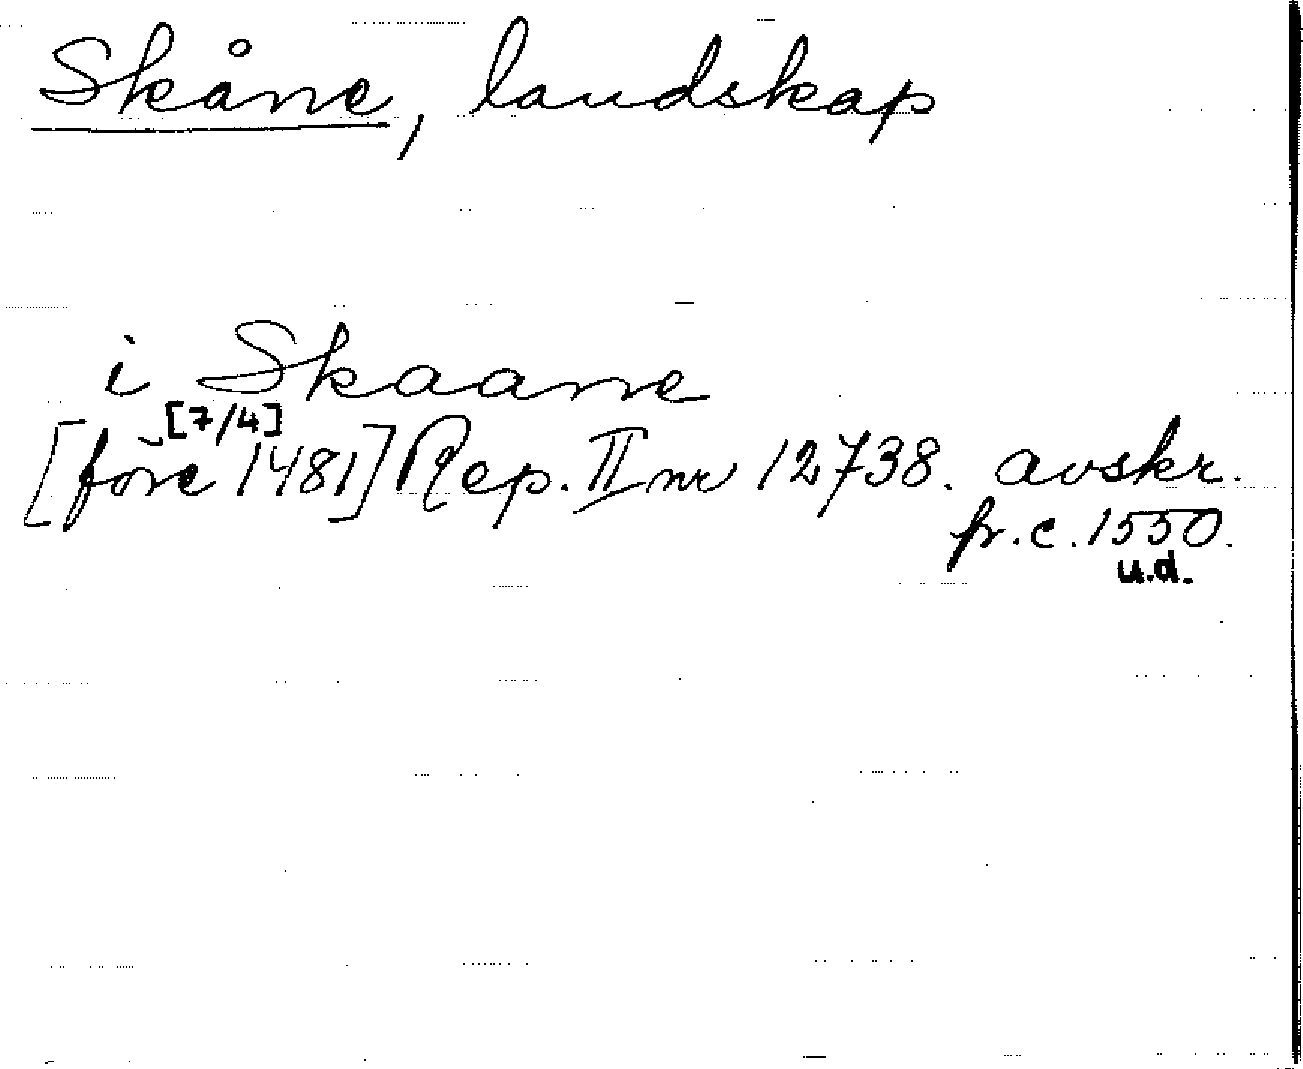 Skåne, landskap
i Skaane
[7/4]
[före 1481] Rep. II nr 12738. avskr.
fr. c. 1550.
u.d.